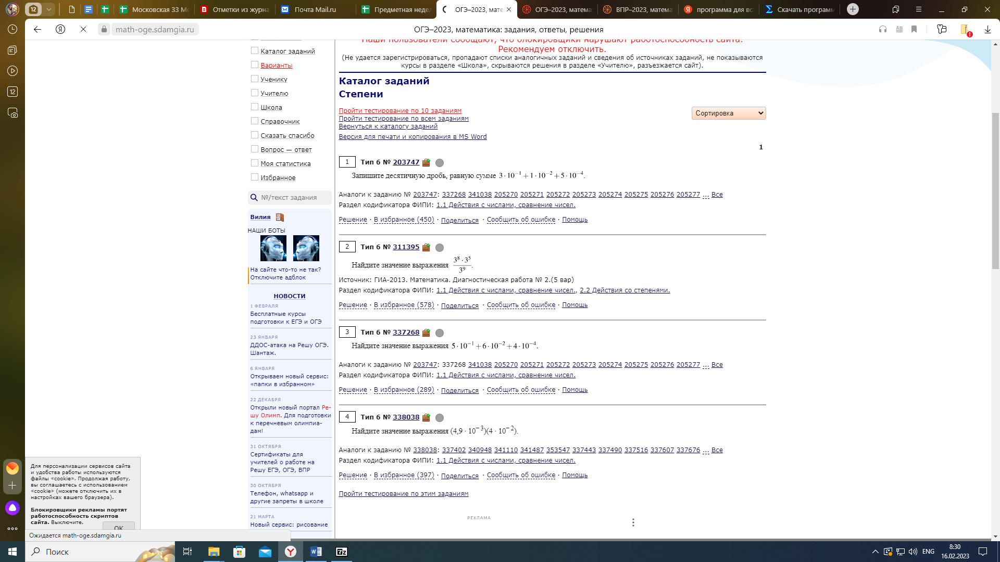 12
Московская 33 Мо
Отметки из журна
Почта Mail.ru
Предметная недел
ОГЭ–2023, мате
ОГЭ–2023, матема
ВПР–2023, матема
программа для вс
Скачать программ
math-oge.sdamgia.ru
ОГЭ–2023, математика: задания, ответы, решения
Каталог заданий
Варианты
Ученику
Учителю
Школа
Справочник
Сказать спасибо
Вопрос — ответ
Моя статистика
Избранное
№/текст задания
Вилия
НАШИ БОТЫ
На сайте что-то не так?
Отключите адблок
НОВОСТИ
1 ФЕВРАЛЯ
Бесплатные курсы
подготовки к ЕГЭ и ОГЭ
23 ЯНВАРЯ
ДДОС-атака на Решу ОГЭ.
Шантаж.
6 ЯНВАРЯ
Открываем новый сервис:
«папки в избранном»
22 ДЕКАБРЯ
Открыли новый портал Ре-
шу Олимп. Для подготовки
к перечневым олимпиа-
дам!
31 ОКТЯБРЯ
Сертификаты для
учителей о работе на
Решу ЕГЭ, ОГЭ, ВПР
30 ОКТЯБРЯ
Телефон, whatsapp и
другие запреты в школе
21 МАРТА
Новый сервис: рисование
Наши пользователи сообщают, что блокировщики нарушают работоспособность сайта.
Рекомендуем отключить.
(Не удается зарегистрироваться, пропадают списки аналогичных заданий и сведения об источниках заданий, не показываются
курсы в разделе «Школа», скрываются решения в разделе «Учителю», разъезжается сайт).
Каталог заданий
Степени
Пройти тестирование по 10 заданиям
Сортировка
Пройти тестирование по всем заданиям
Вернуться к каталогу заданий
Версия для печати и копирования в MS Word
1
1 Тип 6 № 203747
Запишите десятичную дробь, равную сумме 3·10⁻¹+1·10⁻²+5·10⁻⁴.
Аналоги к заданию № 203747: 337268 341038 205270 205271 205272 205273 205274 205275 205276 205277 ... Все
Раздел кодификатора ФИПИ: 1.1 Действия с числами, сравнение чисел.
Решение · В избранное (450) · Поделиться · Сообщить об ошибке · Помощь
2 Тип 6 № 311395
Найдите значение выражения 3⁸·3⁵/3⁹.
Источник: ГИА-2013. Математика. Диагностическая работа № 2.(5 вар)
Раздел кодификатора ФИПИ: 1.1 Действия с числами, сравнение чисел., 2.2 Действия со степенями.
Решение · В избранное (578) · Поделиться · Сообщить об ошибке · Помощь
3 Тип 6 № 337268
Найдите значение выражения 5·10⁻¹+6·10⁻²+4·10⁻⁴.
Аналоги к заданию № 203747: 337268 341038 205270 205271 205272 205273 205274 205275 205276 205277 ... Все
Раздел кодификатора ФИПИ: 1.1 Действия с числами, сравнение чисел.
Решение · В избранное (289) · Поделиться · Сообщить об ошибке · Помощь
4 Тип 6 № 338038
Найдите значение выражения (4,9 · 10⁻³)(4 · 10⁻²).
Аналоги к заданию № 338038: 337402 340948 341110 341487 353547 337443 337490 337516 337607 337676 ... Все
Раздел кодификатора ФИПИ: 1.1 Действия с числами, сравнение чисел.
Решение · В избранное (397) · Поделиться · Сообщить об ошибке · Помощь
Пройти тестирование по этим заданиям
РЕКЛАМА
12
Для персонализации сервисов сайта
и удобства работы используются
файлы «cookie». Продолжая работу,
вы соглашаетесь с использованием
«cookie» (можете отключить их в
настройках вашего браузера).
Блокировщики рекламы портят
работоспособность скриптов
сайта. Выключите.
OK
Ожидается math-oge.sdamgia.ru
Поиск
7z
ENG
8:30
16.02.2023